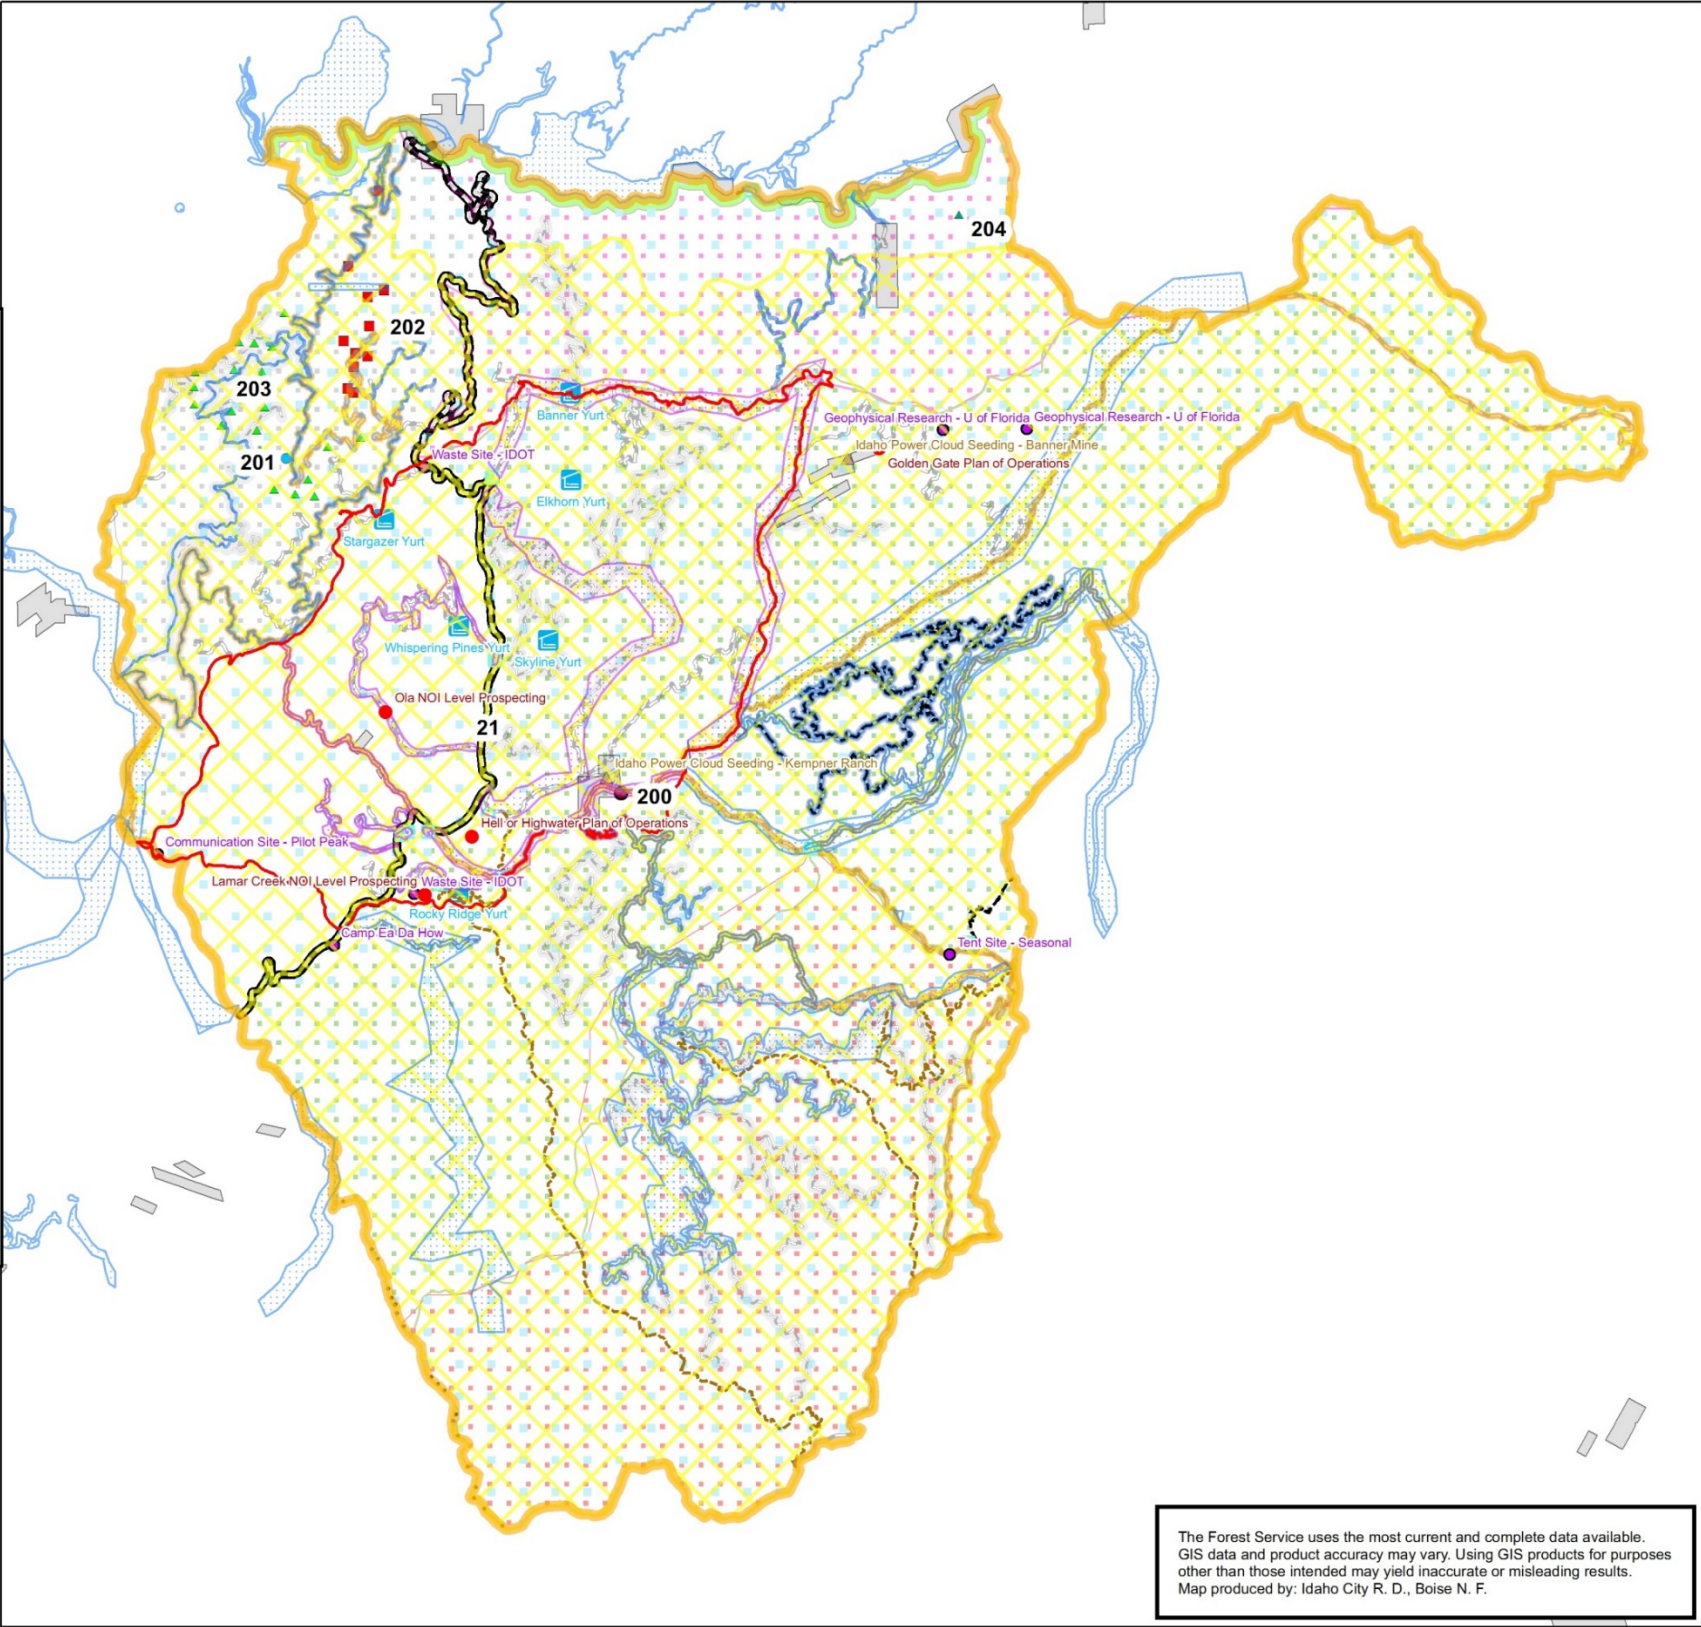 204
202
203
Banner Yurt
Geophysical Research - U of Florida
Geophysical Research - U of Florida
Idaho Power Cloud Seeding - Banner Mine
Waste Site - IDOT
201
Golden Gate Plan of Operations
Elkhorn Yurt
Stargazer Yurt
Whispering Pines Yurt
Skyline Yurt
Ola NOI Level Prospecting
21
Idaho Power Cloud Seeding - Kempner Ranch
200
Hell or Highwater Plan of Operations
Communication Site - Pilot Peak
Lamar Creek NOI Level Prospecting
Waste Site - IDOT
Rocky Ridge Yurt
Camp Ea Da How
Tent Site - Seasonal
The Forest Service uses the most current and complete data available.
GIS data and product accuracy may vary. Using GIS products for purposes
other than those intended may yield inaccurate or misleading results.
Map produced by: Idaho City R. D., Boise N. F.